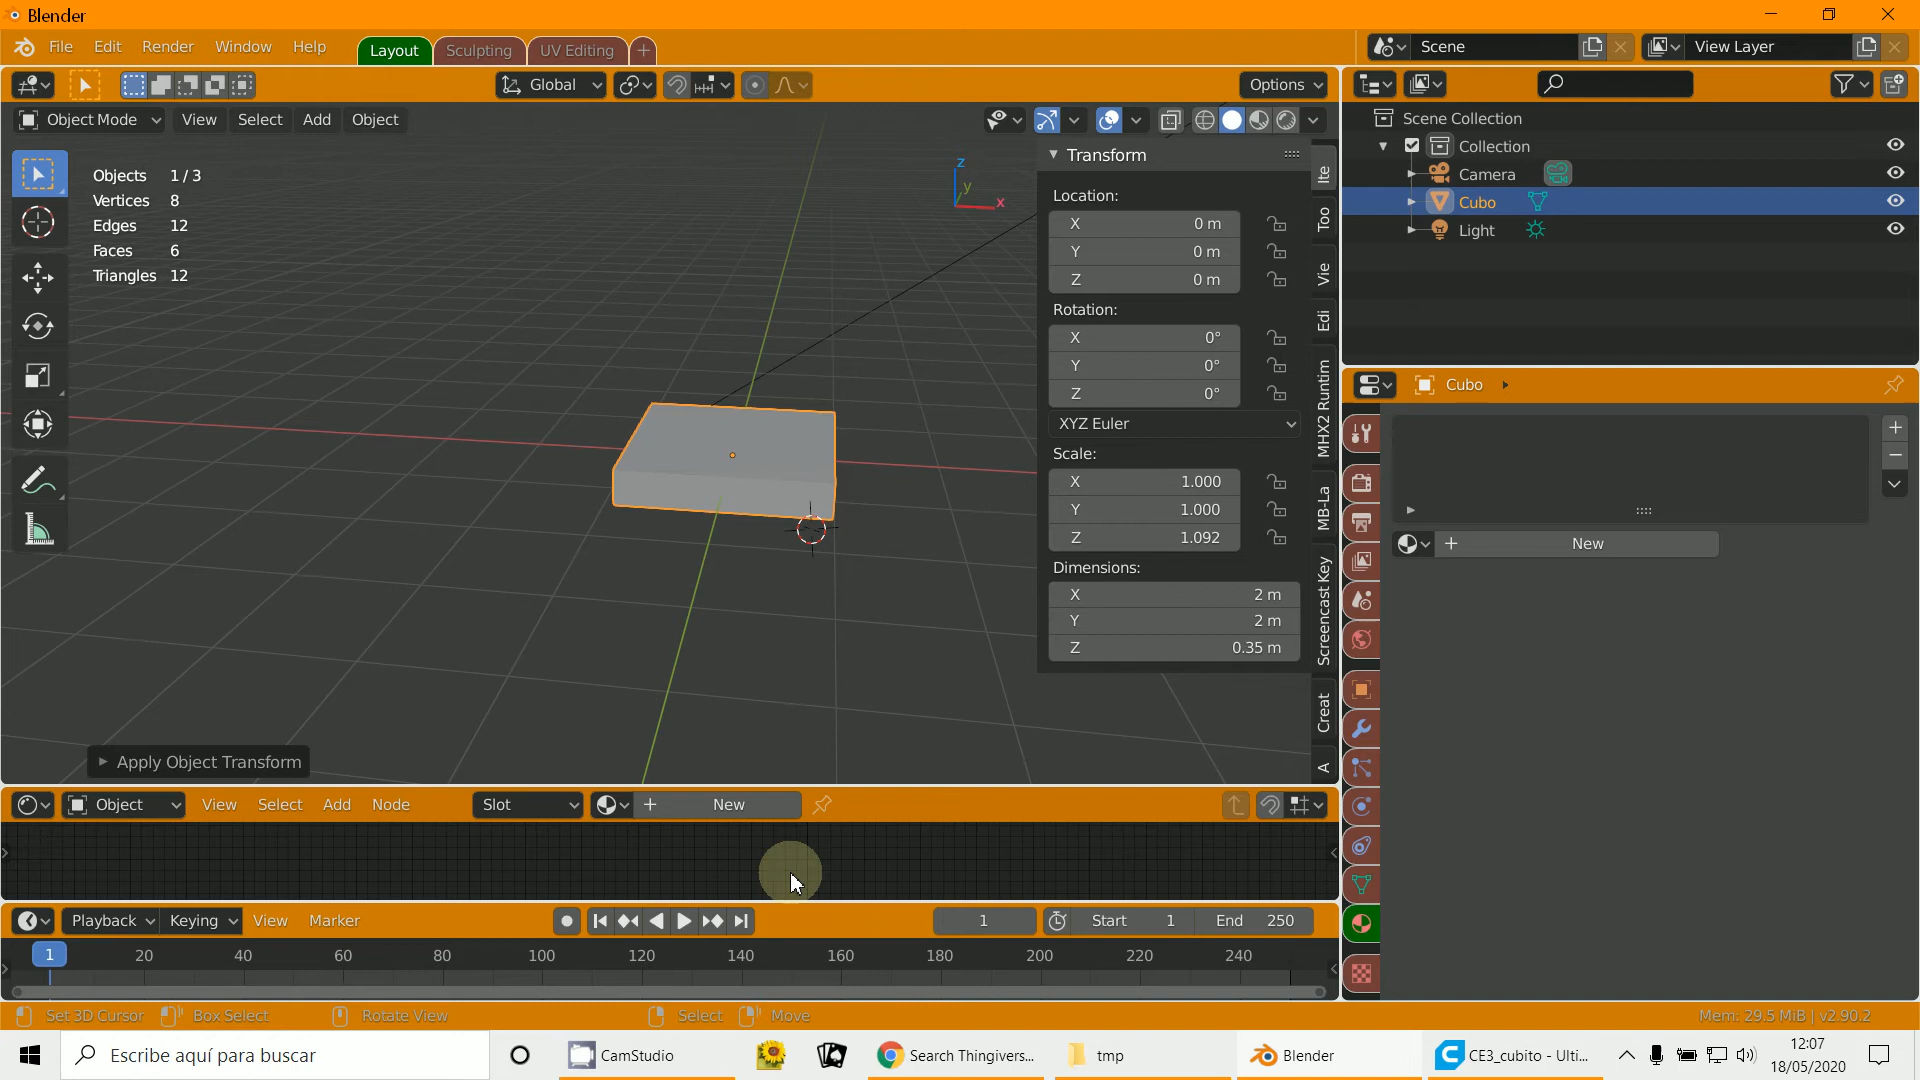 Blender
File Edit Render Window Help Layout Sculpting UV Editing + Scene View Layer
Global Options
Object Mode View Select Add Object
Objects 1 / 3
Vertices 8
Edges 12
Faces 6
Triangles 12
z
y
x
Transform
Location:
X 0 m
Y 0 m
Z 0 m
Rotation:
X 0°
Y 0°
Z 0°
XYZ Euler
Scale:
X 1.000
Y 1.000
Z 1.092
Dimensions:
X 2 m
Y 2 m
Z 0.35 m
Ite
Too
Vie
Edi
MHX2 Runtim
MB-La
Screencast Key
Creat
A
Apply Object Transform
Scene Collection
Collection
Camera
Cubo
Light
Cubo
+ New
Object View Select Add Node Slot + New
Playback Keying View Marker 1 Start 1 End 250
1 20 40 60 80 100 120 140 160 180 200 220 240
Set 3D Cursor Box Select Rotate View Select Move Mem: 29.5 MiB | v2.90.2
Escribe aquí para buscar CamStudio Search Thingivers... tmp Blender CE3_cubito - Ulti...
12:07
18/05/2020